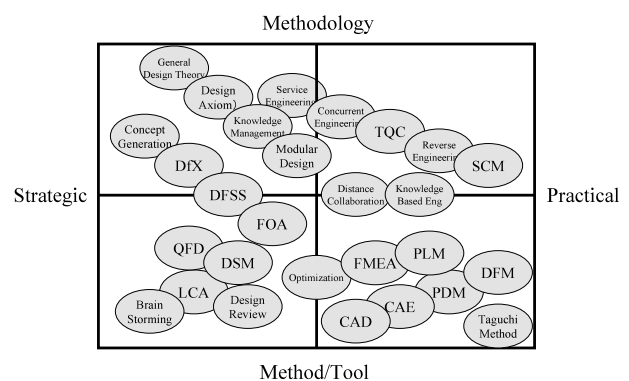 Methodology
General
Design Theory
Design
Axiom)
Service
Engineering
Concurrent
Engineerin
Knowledge
Management
TQC
Concept
Generation
Modular
Design
Reverse
Engineerin
DfX
SCM
Strategic
DFSS
Distance
Collaboration
Knowledge
Based Eng
Practical
FOA
QFD
DSM
FMEA
PLM
Optimization
DFM
LCA
PDM
Brain
Storming
Design
Review
CAE
CAD
Taguchi
Method
Method/Tool